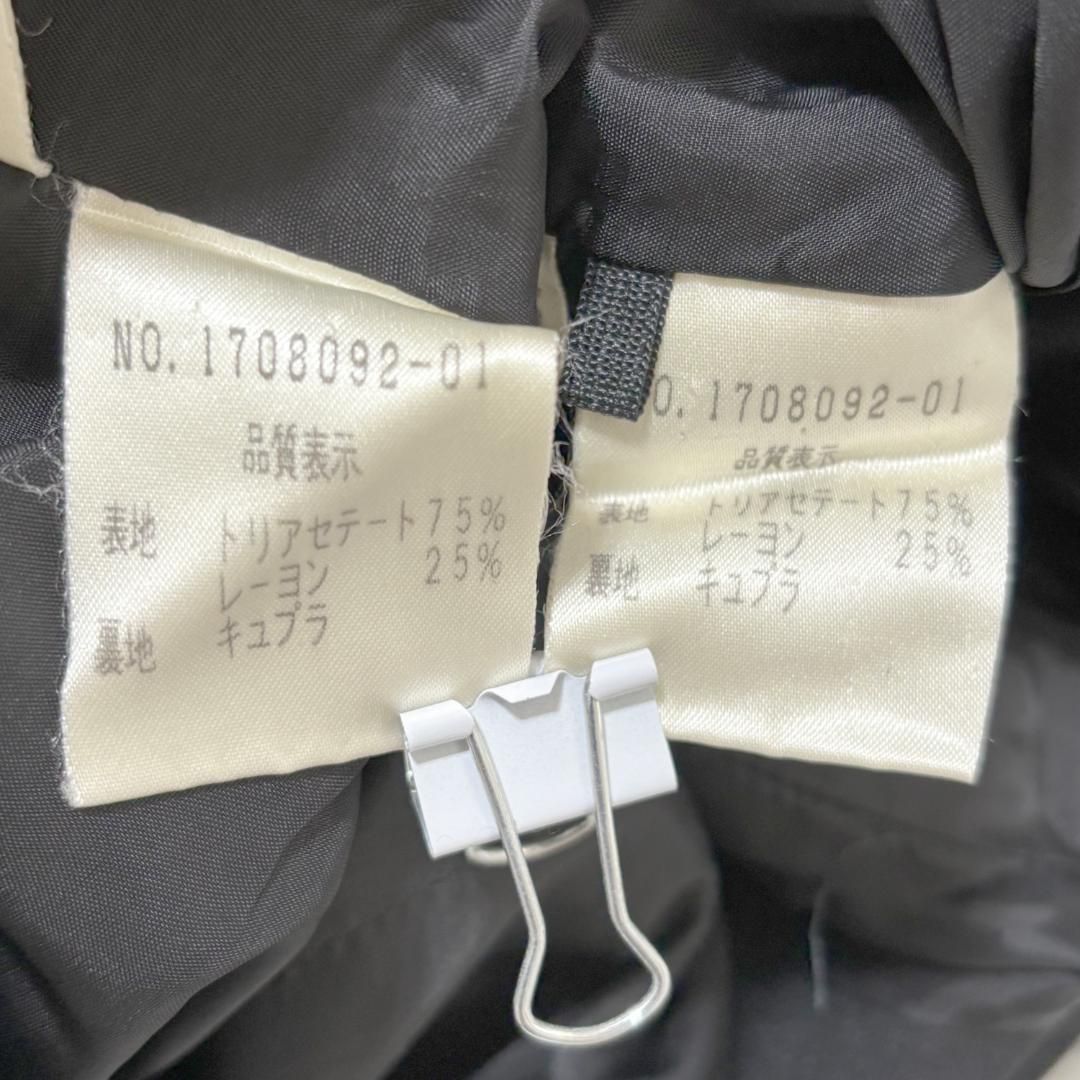 NO. 1708092-01
品質表示
表地 トリアセテート75%
レーヨン 25%
裏地 キュプラ
O. 1708092-01
品質表示
表地 トリアセテート75%
レーヨン 25%
裏地 キュプラ